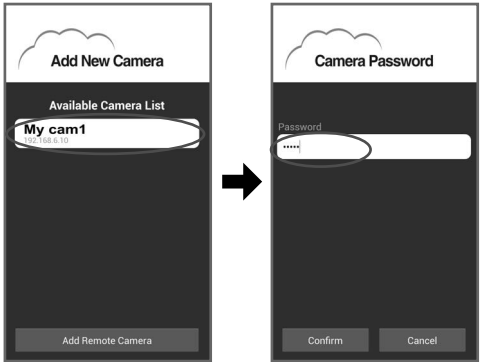 Add New Camera
Available Camera List
My cam1
192.168.6.10
Add Remote Camera
Camera Password
Password
•••••
Confirm
Cancel